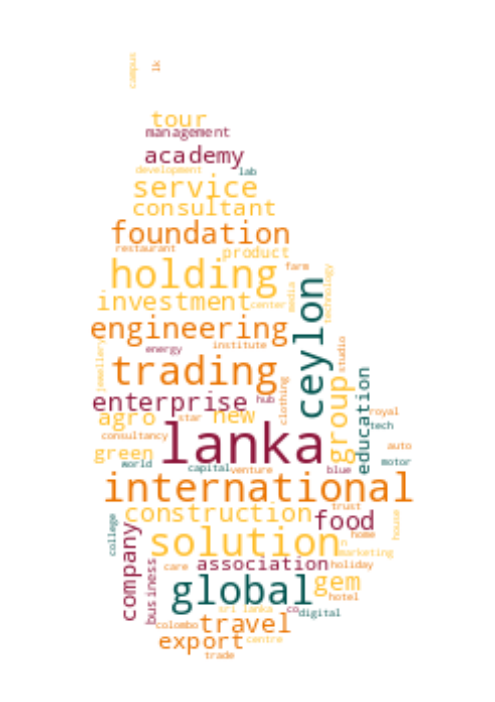 campus lk
tour
management
academy
development lab
service
consultant
foundation
restaurant product
holding farm
investment center media technology
engineering ceylon
energy institute studio
jewellery trading
enterprise hub clothing group education
agro star new royal
consultancy tech
lanka auto
green
world capital venture blue motor
international
construction trust house
college company food
solution n home
marketing
business care association holiday
global gem hotel
sri lanka co digital
colombo travel
export centre
trade